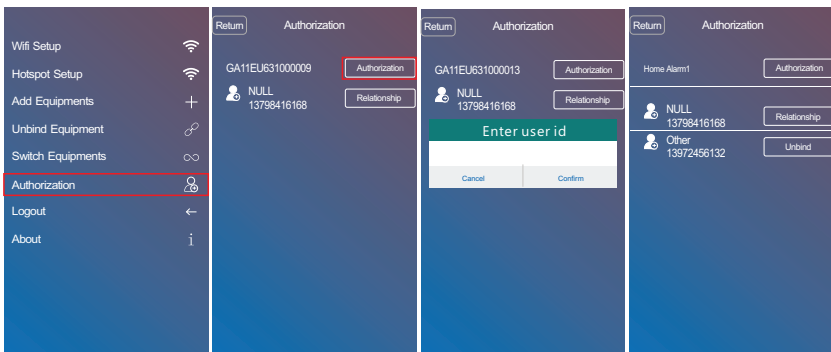 Wifi Setup
Hotspot Setup
Add Equipments
Unbind Equipment
Switch Equipments
Authorization
Logout
About
Return Authorization
GA11EU631000009 Authorization
NULL
13798416168 Relationship
Return Authorization
GA11EU631000013 Authorization
NULL
13798416168 Relationship
Enter user id
Cancel Confirm
Return Authorization
Home Alarm1 Authorization
NULL
13798416168 Relationship
Other
13972456132 Unbind